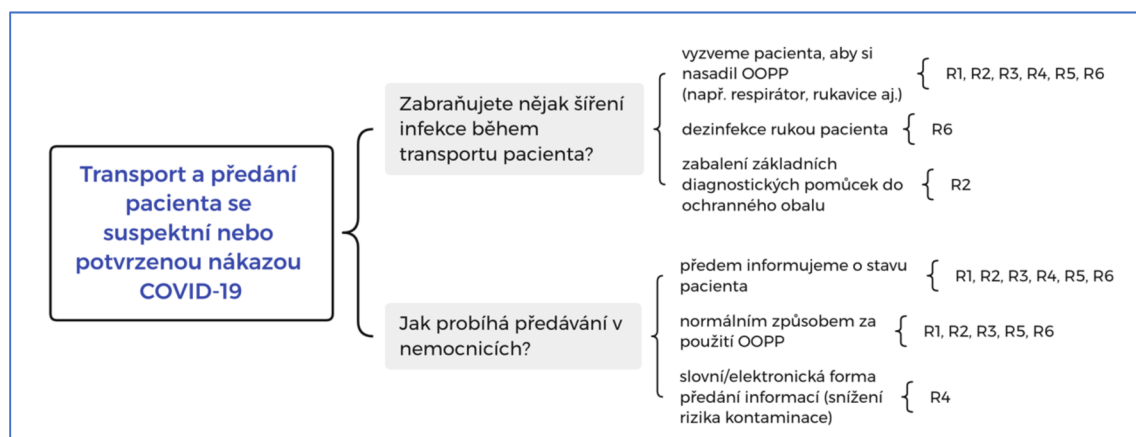 Transport a předání
pacienta se
suspektní nebo
potvrzenou nákazou
COVID-19
Zabraňujete nějak šíření
infekce během
transportu pacienta?
vyzveme pacienta, aby si
nasadil OOPP
(např. respirátor, rukavice aj.)
R1, R2, R3, R4, R5, R6
dezinfekce rukou pacienta
R6
zabalení základních
diagnostických pomůcek do
ochranného obalu
R2
Jak probíhá předávání v
nemocnicích?
předem informujeme o stavu
pacienta
R1, R2, R3, R4, R5, R6
normálním způsobem za
použití OOPP
R1, R2, R3, R5, R6
slovní/elektronická forma
předání informací (snížení
rizika kontaminace)
R4